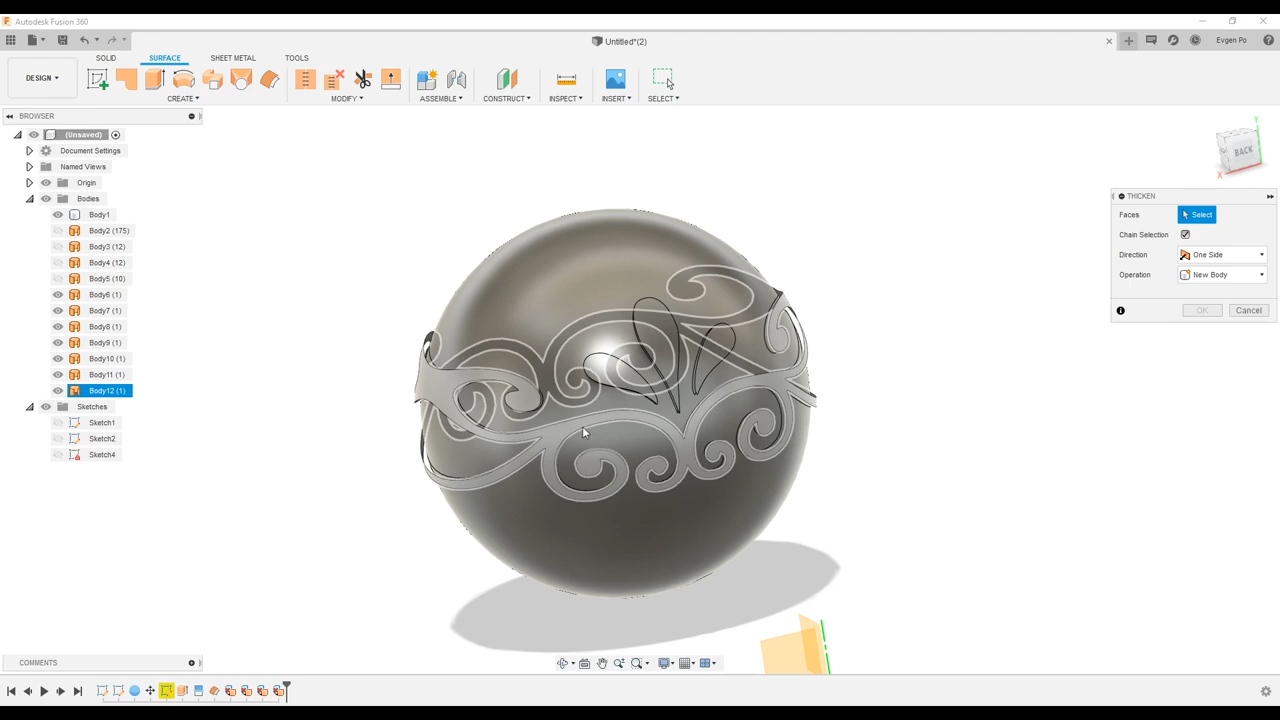 Autodesk Fusion 360
Untitled*(2)
Evgen Po
DESIGN
SOLID SURFACE SHEET METAL TOOLS
CREATE MODIFY ASSEMBLE CONSTRUCT INSPECT INSERT SELECT
BROWSER
(Unsaved)
Document Settings
Named Views
Origin
Bodies
Body1
Body2 (175)
Body3 (12)
Body4 (12)
Body5 (10)
Body6 (1)
Body7 (1)
Body8 (1)
Body9 (1)
Body10 (1)
Body11 (1)
Body12 (1)
Sketches
Sketch1
Sketch2
Sketch4
BACK
Y
X
THICKEN
Faces Select
Chain Selection
Direction One Side
Operation New Body
OK Cancel
COMMENTS